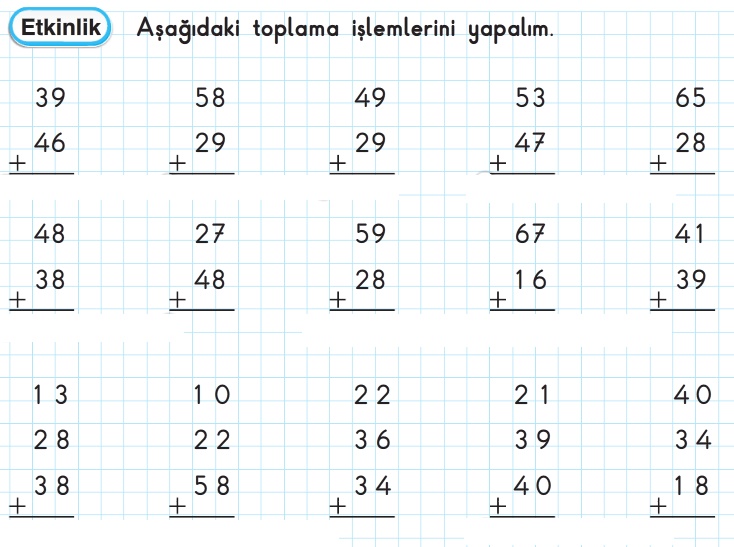 Etkinlik Aşağıdaki toplama işlemlerini yapalım.
39 58 49 53 65
46 29 29 47 28
+ + + + +
48 27 59 67 41
38 48 28 16 39
+ + + + +
13 10 22 21 40
28 22 36 39 34
38 58 34 40 18
+ + + + +